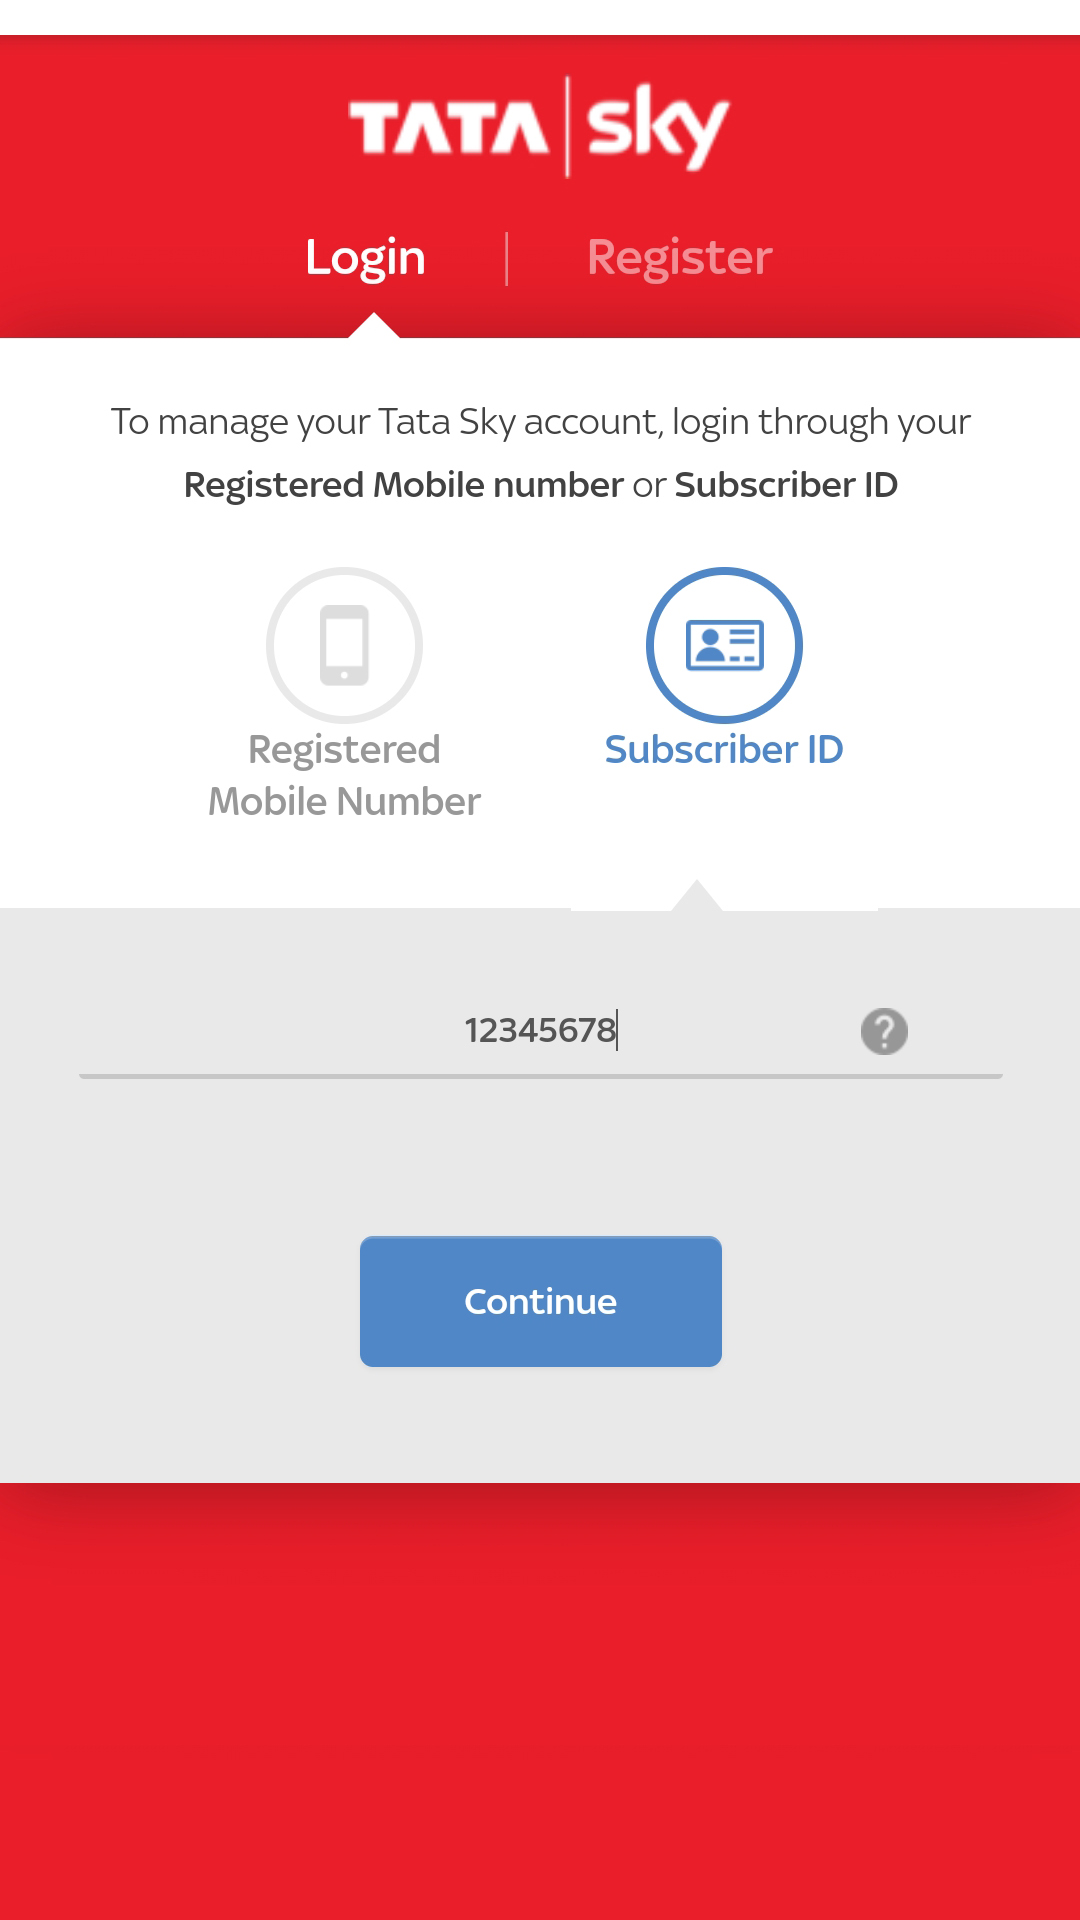 TATA | sky
Login | Register
To manage your Tata Sky account, login through your
Registered Mobile number or Subscriber ID
Registered
Mobile Number
Subscriber ID
12345678
?
Continue